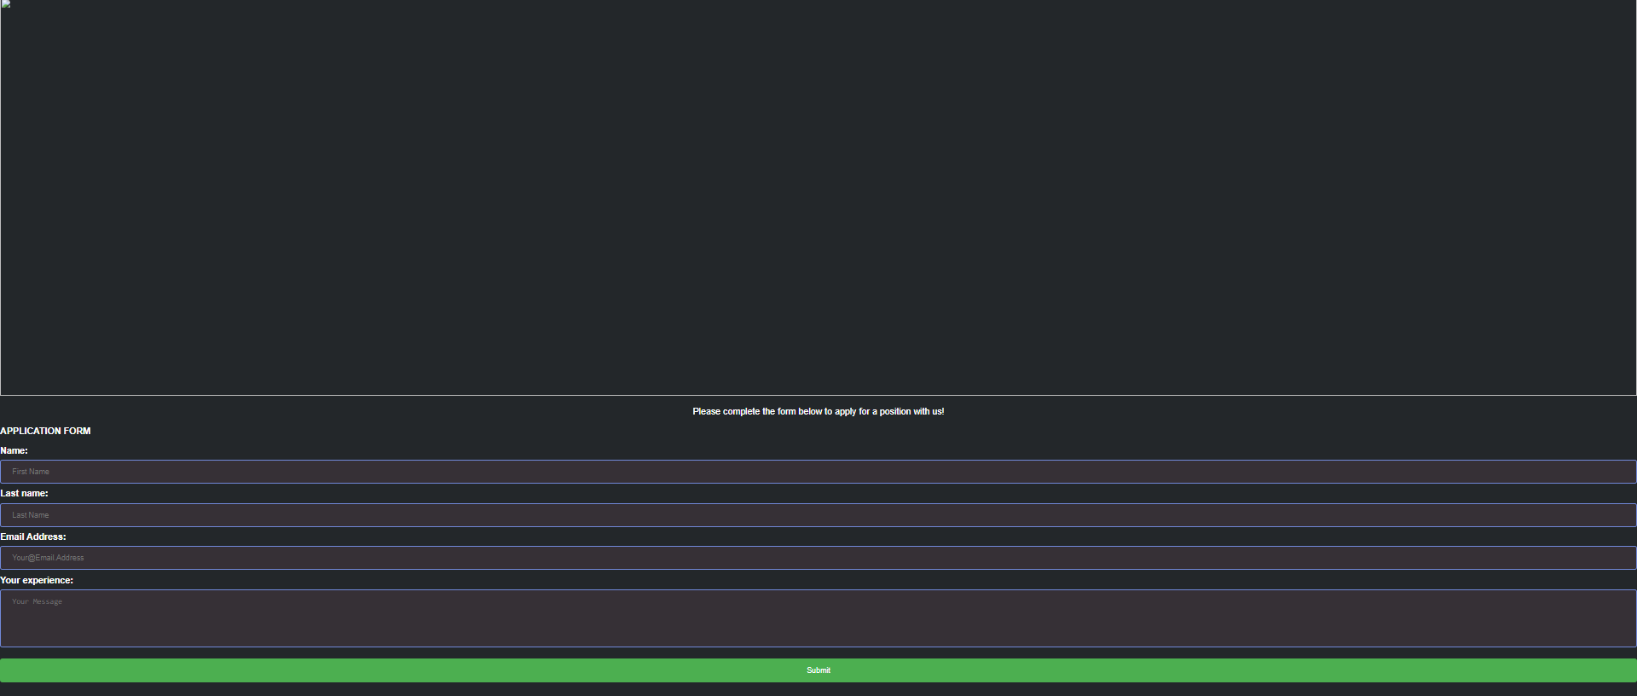 Please complete the form below to apply for a position with us!
APPLICATION FORM
Name:
First Name
Last name:
Last Name
Email Address:
Your@Email Address
Your experience:
Your Message
Submit